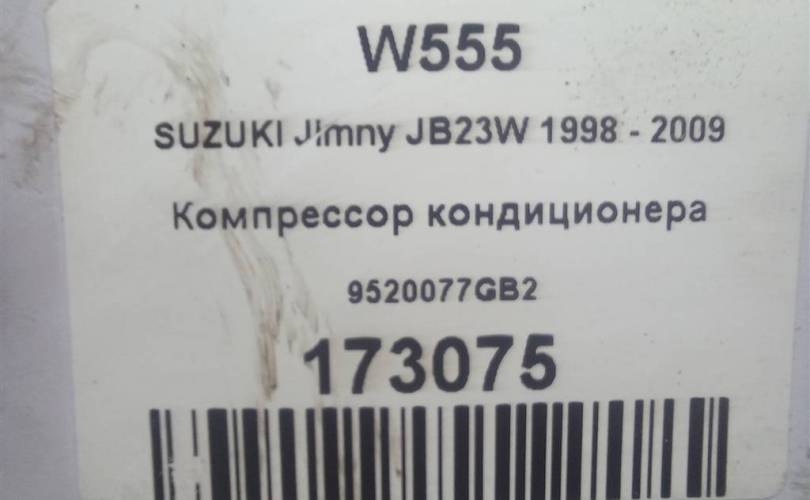 W555
SUZUKI Jimny JB23W 1998 - 2009
Компрессор кондиционера
9520077GB2
173075